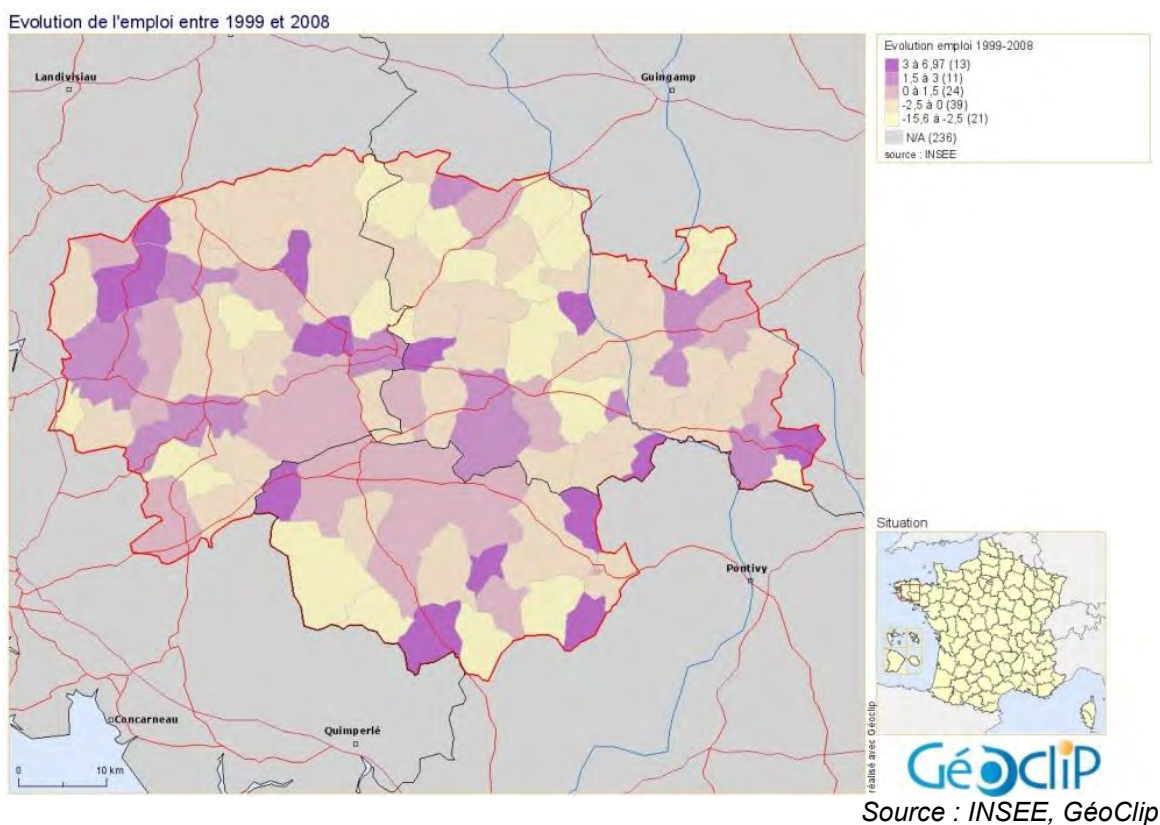 Evolution de l'emploi entre 1999 et 2008
Landivisiau
Guingamp
Pontivy
Concarneau
Quimperlé
0 10 km
Evolution emploi 1999-2008
3 à 6,97 (13)
1,5 à 3 (11)
0 à 1,5 (24)
-2,5 à 0 (39)
-15,6 à -2,5 (21)
N/A (236)
source : INSEE
Situation
réalisé avec Géoclip
GéOcliP
Source : INSEE, GéoClip